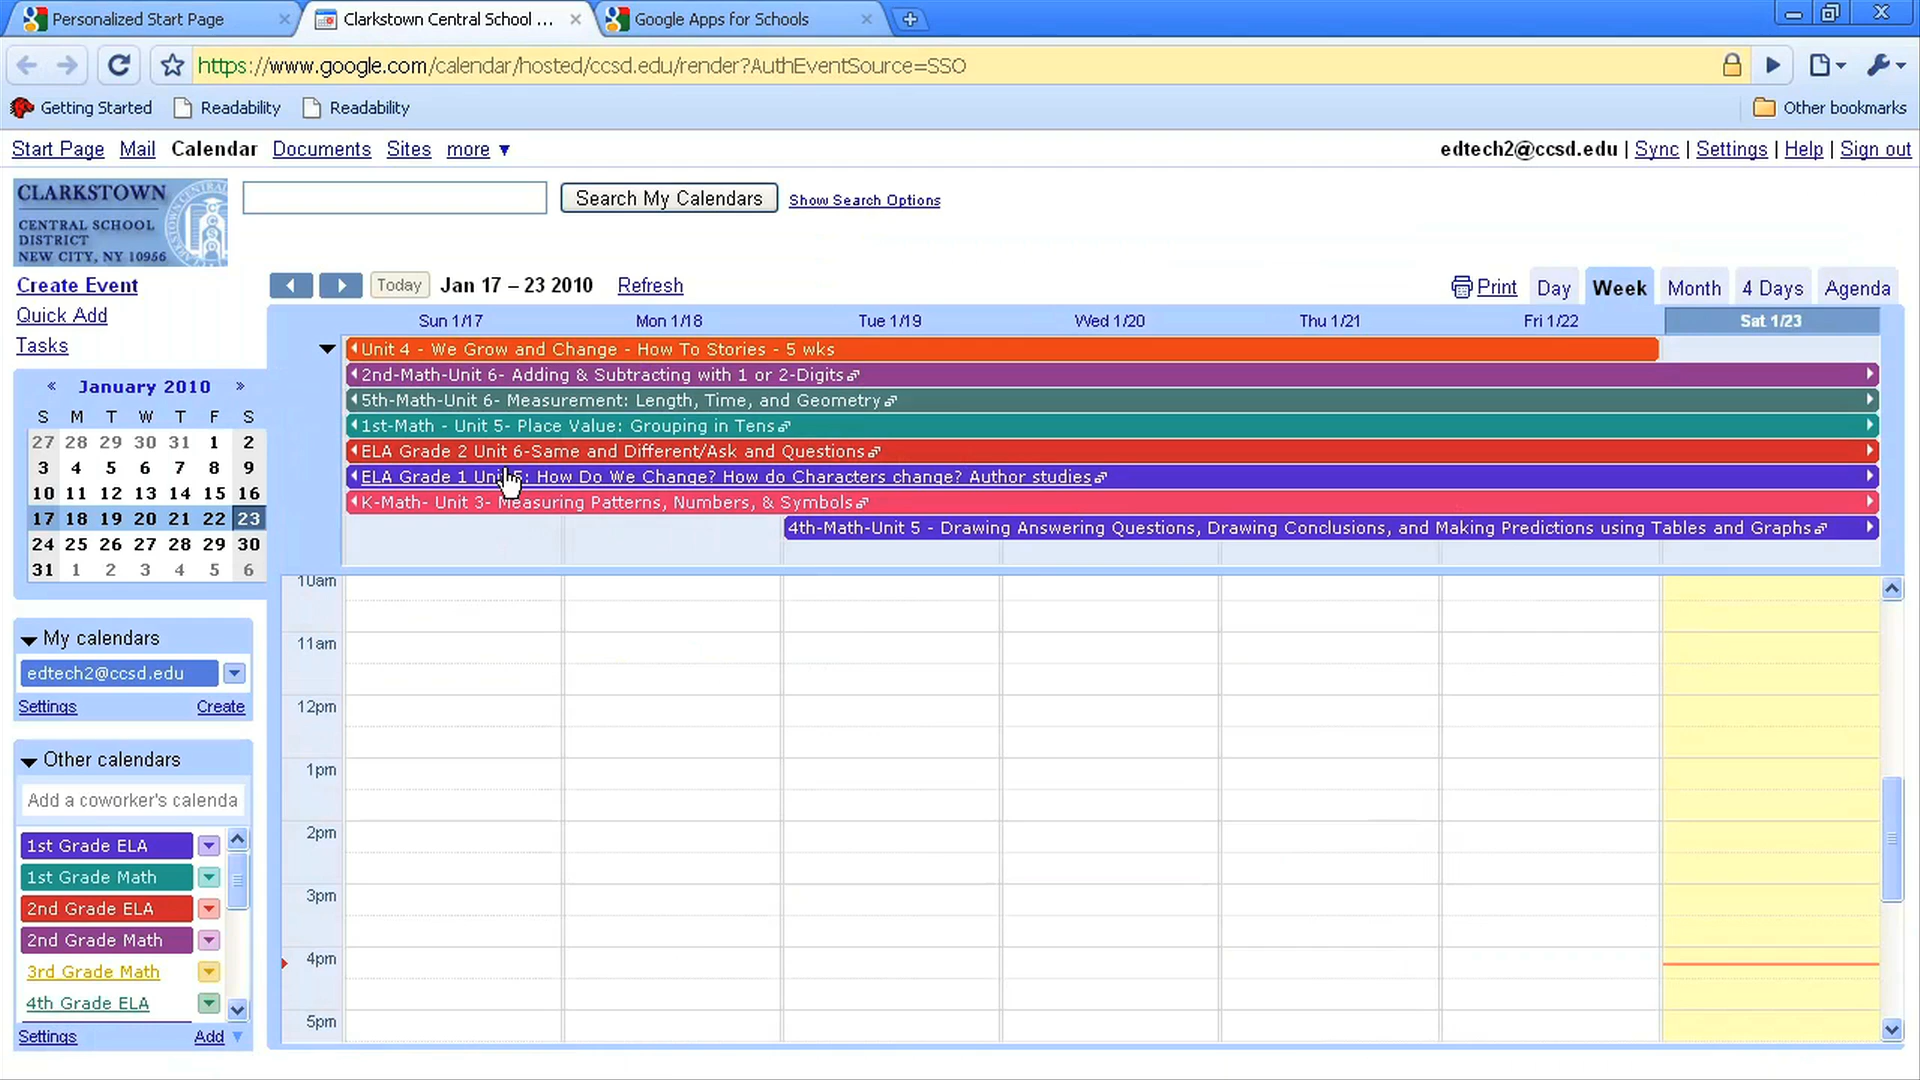 Personalized Start Page
Clarkstown Central School ...
Google Apps for Schools
https://www.google.com/calendar/hosted/ccsd.edu/render?AuthEventSource=SSO
Getting Started
Readability
Readability
Other bookmarks
Start Page Mail Calendar Documents Sites more ▼
edtech2@ccsd.edu | Sync | Settings | Help | Sign out
CLARKSTOWN
CENTRAL SCHOOL
DISTRICT
NEW CITY, NY 10956
Search My Calendars
Show Search Options
Create Event
Quick Add
Tasks
Today
Jan 17 – 23 2010
Refresh
Print
Day
Week
Month
4 Days
Agenda
Sun 1/17
Mon 1/18
Tue 1/19
Wed 1/20
Thu 1/21
Fri 1/22
Sat 1/23
Unit 4 - We Grow and Change - How To Stories - 5 wks
2nd-Math-Unit 6- Adding & Subtracting with 1 or 2-Digits
5th-Math-Unit 6- Measurement: Length, Time, and Geometry
1st-Math - Unit 5- Place Value: Grouping in Tens
ELA Grade 2 Unit 6-Same and Different/Ask and Questions
ELA Grade 1 Unit 5: How Do We Change? How do Characters change? Author studies
K-Math- Unit 3- Measuring Patterns, Numbers, & Symbols
4th-Math-Unit 5 - Drawing Answering Questions, Drawing Conclusions, and Making Predictions using Tables and Graphs
« January 2010 »
S M T W T F S
27 28 29 30 31 1 2
3 4 5 6 7 8 9
10 11 12 13 14 15 16
17 18 19 20 21 22 23
24 25 26 27 28 29 30
31 1 2 3 4 5 6
My calendars
edtech2@ccsd.edu
Settings
Create
Other calendars
Add a coworker's calenda
1st Grade ELA
1st Grade Math
2nd Grade ELA
2nd Grade Math
3rd Grade Math
4th Grade ELA
Settings
Add
10am
11am
12pm
1pm
2pm
3pm
4pm
5pm